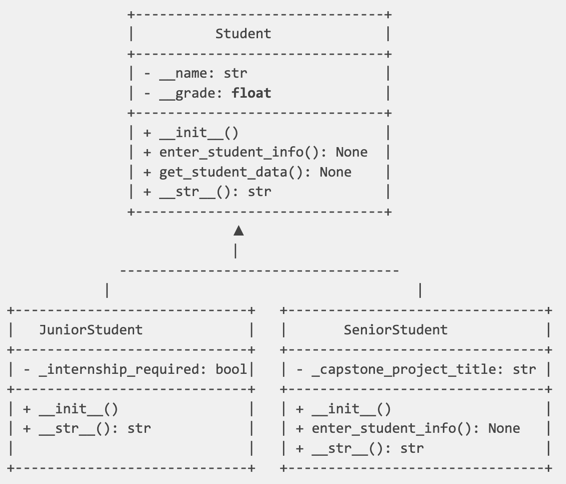 Student
- __name: str
- __grade: float
+ __init__()
+ enter_student_info(): None
+ get_student_data(): None
+ __str__(): str
JuniorStudent
- _internship_required: bool
+ __init__()
+ __str__(): str
SeniorStudent
- _capstone_project_title: str
+ __init__()
+ enter_student_info(): None
+ __str__(): str